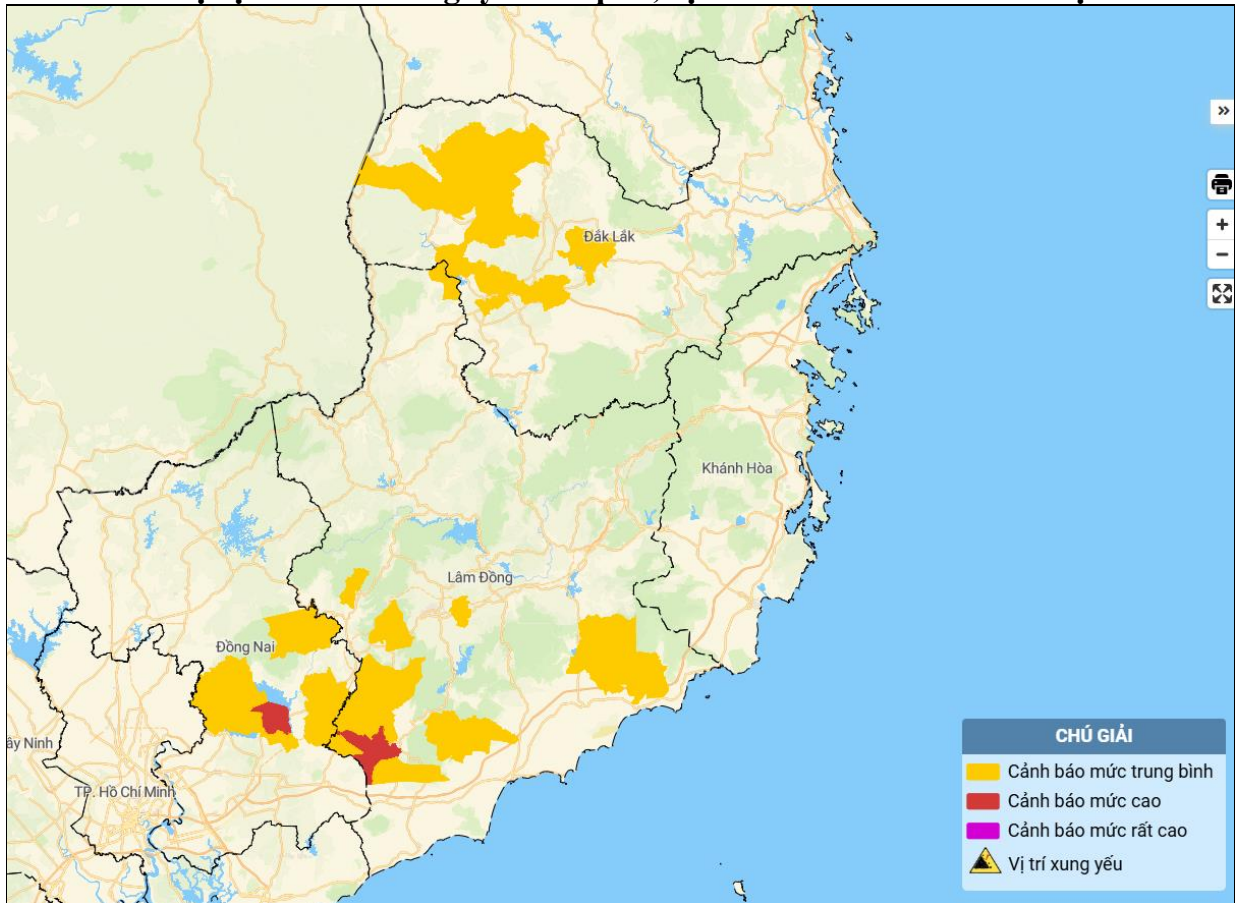 Đắk Lắk
Khánh Hòa
Lâm Đồng
Đồng Nai
ây Ninh
TP. Hồ Chí Minh
»
+
−
CHÚ GIẢI
Cảnh báo mức trung bình
Cảnh báo mức cao
Cảnh báo mức rất cao
Vị trí xung yếu